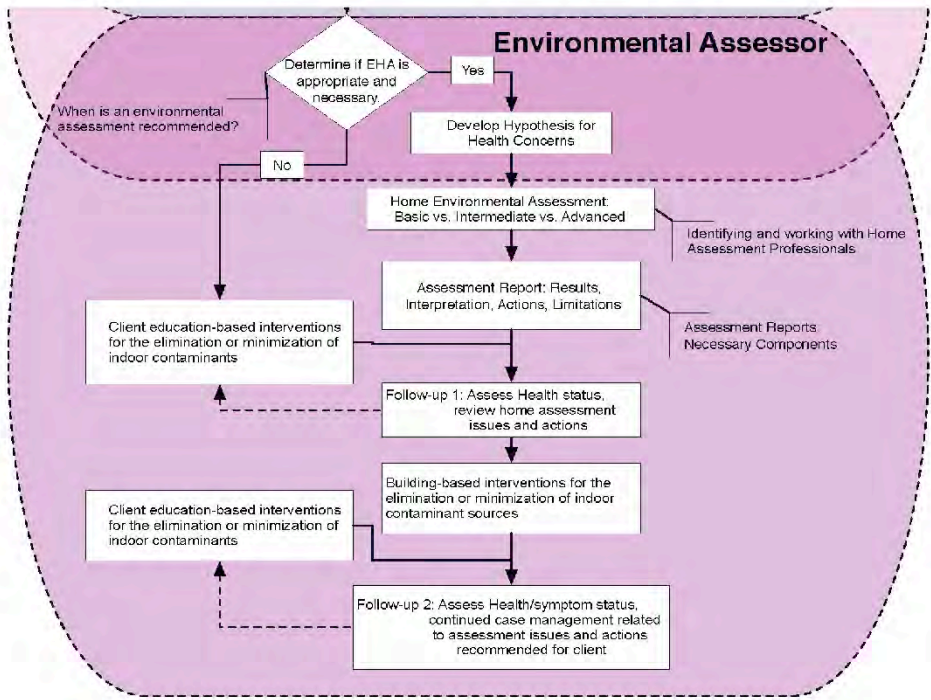 Environmental Assessor
Determine if EHA is
appropriate and
necessary.
Yes
When is an environmental
assessment recommended?
Develop Hypothesis for
Health Concerns
No
Home Environmental Assessment:
Basic vs. Intermediate vs. Advanced
Identifying and working with Home
Assessment Professionals
Assessment Report: Results,
Interpretation, Actions, Limitations
Client education-based interventions
for the elimination or minimization of
indoor contaminants
Assessment Reports
Necessary Components
Follow-up 1: Assess Health status,
review home assessment
issues and actions
Building-based interventions for the
elimination or minimization of indoor
contaminant sources
Client education-based interventions
for the elimination or minimization of
indoor contaminants
Follow-up 2: Assess Health/symptom status,
continued case management related
to assessment issues and actions
recommended for client